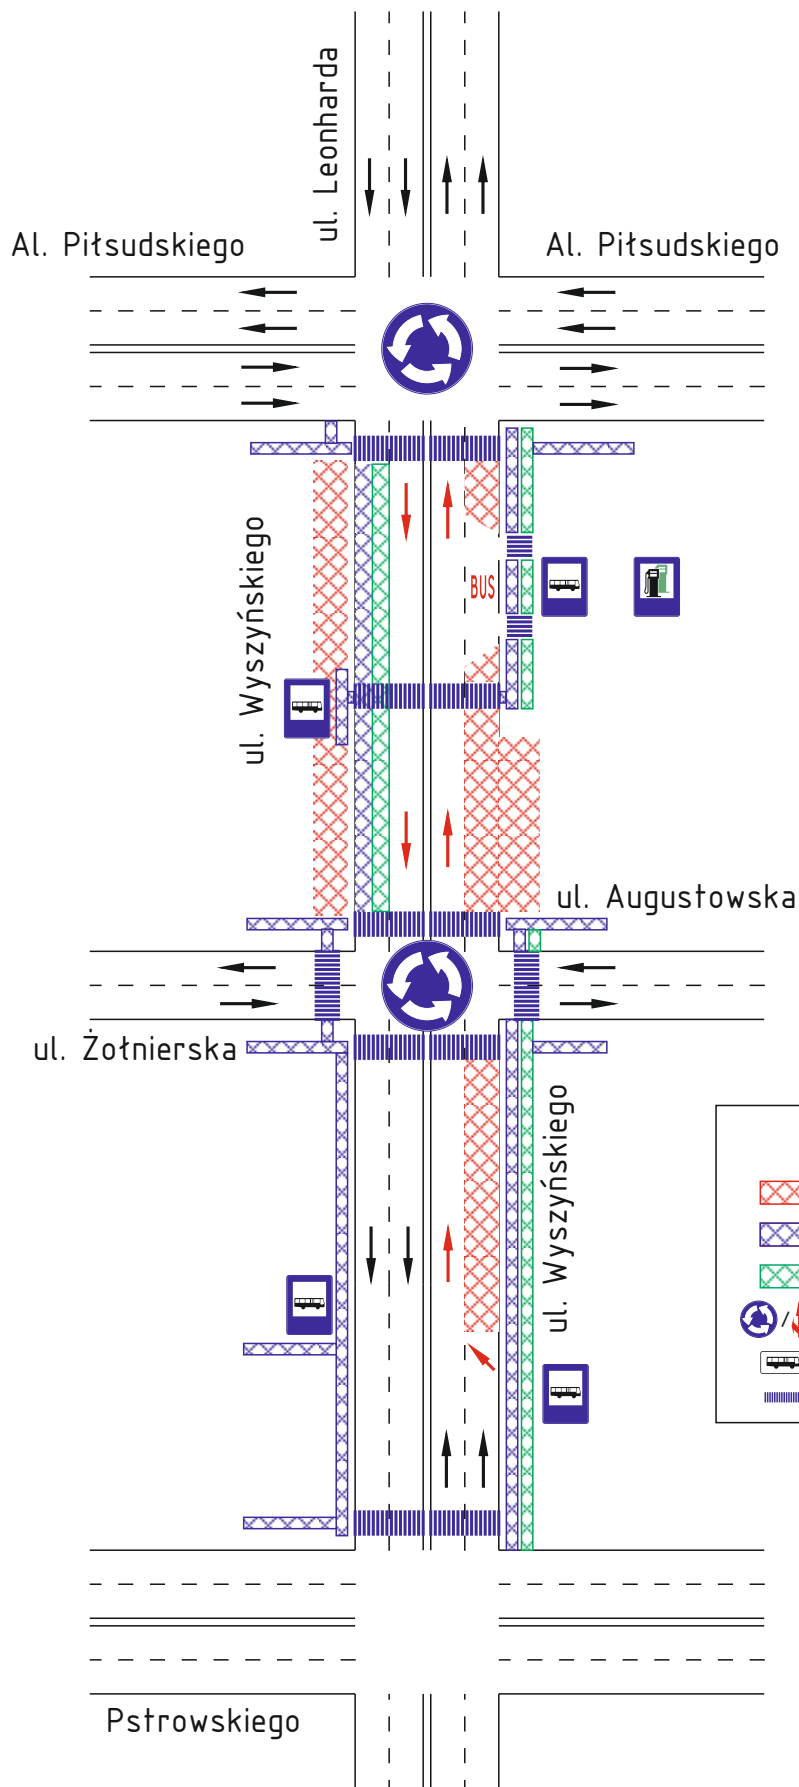 ul. Leonharda
Al. Piłsudskiego
Al. Piłsudskiego
ul. Wyszyńskiego
BUS
ul. Augustowska
ul. Żołnierska
ul. Wyszyńskiego
/
Pstrowskiego